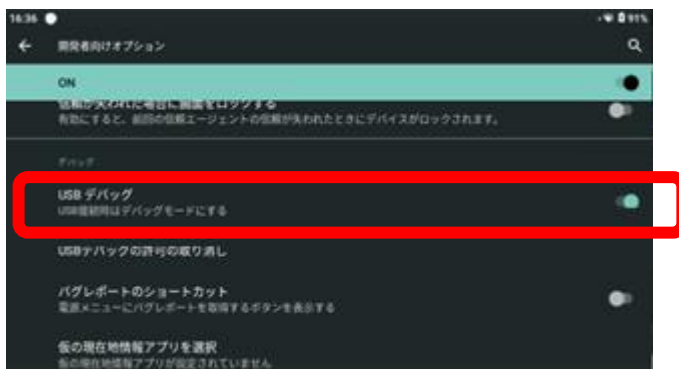 16:36
91%
開発者向けオプション
ON
信頼が失われた場合に画面をロックする
有効にすると、前回の信頼エージェントの信頼が失われたときにデバイスがロックされます。
デバッグ
USB デバッグ
USB接続時はデバッグモードにする
USBデバッグの許可の取り消し
バグレポートのショートカット
電源メニューにバグレポートを取得するボタンを表示する
仮の現在地情報アプリを選択
仮の現在地情報アプリが設定されていません